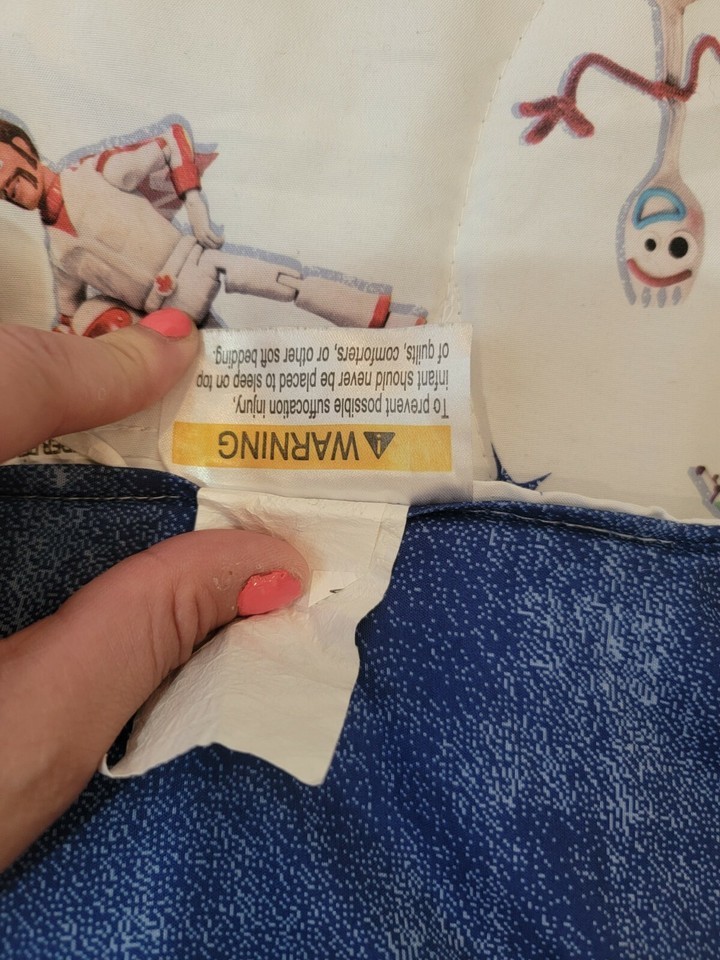 ⚠WARNING
To prevent possible suffocation injury,
infant should never be placed to sleep on top
of quilts, comforters, or other soft bedding.